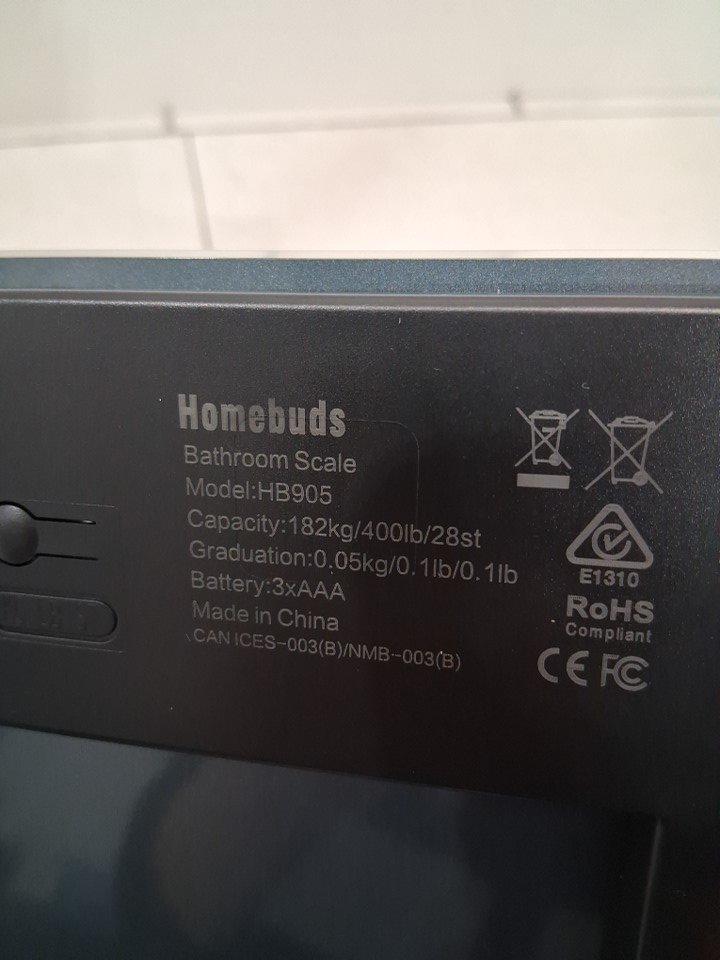 Homebuds
Bathroom Scale
Model:HB905
Capacity:182kg/400lb/28st
Graduation:0.05kg/0.1lb/0.1lb
Battery:3xAAA
Made in China
CAN ICES-003(B)/NMB-003(B)
E1310
RoHS
Compliant
CE FC